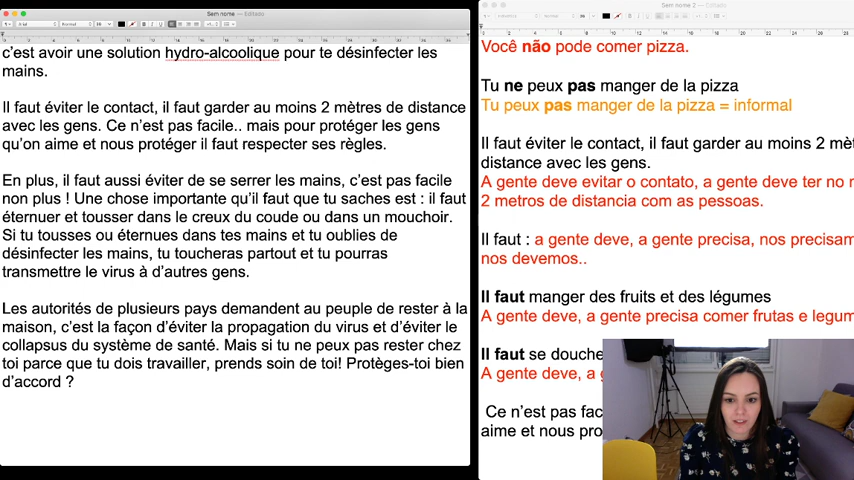 Sem nome — Editado
c'est avoir une solution hydro-alcoolique pour te désinfecter les
mains.
Il faut éviter le contact, il faut garder au moins 2 mètres de distance
avec les gens. Ce n'est pas facile.. mais pour protéger les gens
qu'on aime et nous protéger il faut respecter ses règles.
En plus, il faut aussi éviter de se serrer les mains, c'est pas facile
non plus ! Une chose importante qu'il faut que tu saches est : il faut
éternuer et tousser dans le creux du coude ou dans un mouchoir.
Si tu tousses ou éternues dans tes mains et tu oublies de
désinfecter les mains, tu toucheras partout et tu pourras
transmettre le virus à d'autres gens.
Les autorités de plusieurs pays demandent au peuple de rester à la
maison, c'est la façon d'éviter la propagation du virus et d'éviter le
collapsus du système de santé. Mais si tu ne peux pas rester chez
toi parce que tu dois travailler, prends soin de toi! Protèges-toi bien
d'accord ?
Sem nome 2 — Editado
Você não pode comer pizza.
Tu ne peux pas manger de la pizza
Tu peux pas manger de la pizza = informal
Il faut éviter le contact, il faut garder au moins 2 mèt
distance avec les gens.
A gente deve evitar o contato, a gente deve ter no
2 metros de distancia com as pessoas.
Il faut : a gente deve, a gente precisa, nos precisam
nos devemos..
Il faut manger des fruits et des légumes
A gente deve, a gente precisa comer frutas e legum
Il faut se douche
A gente deve, a
Ce n'est pas fac
aime et nous pro